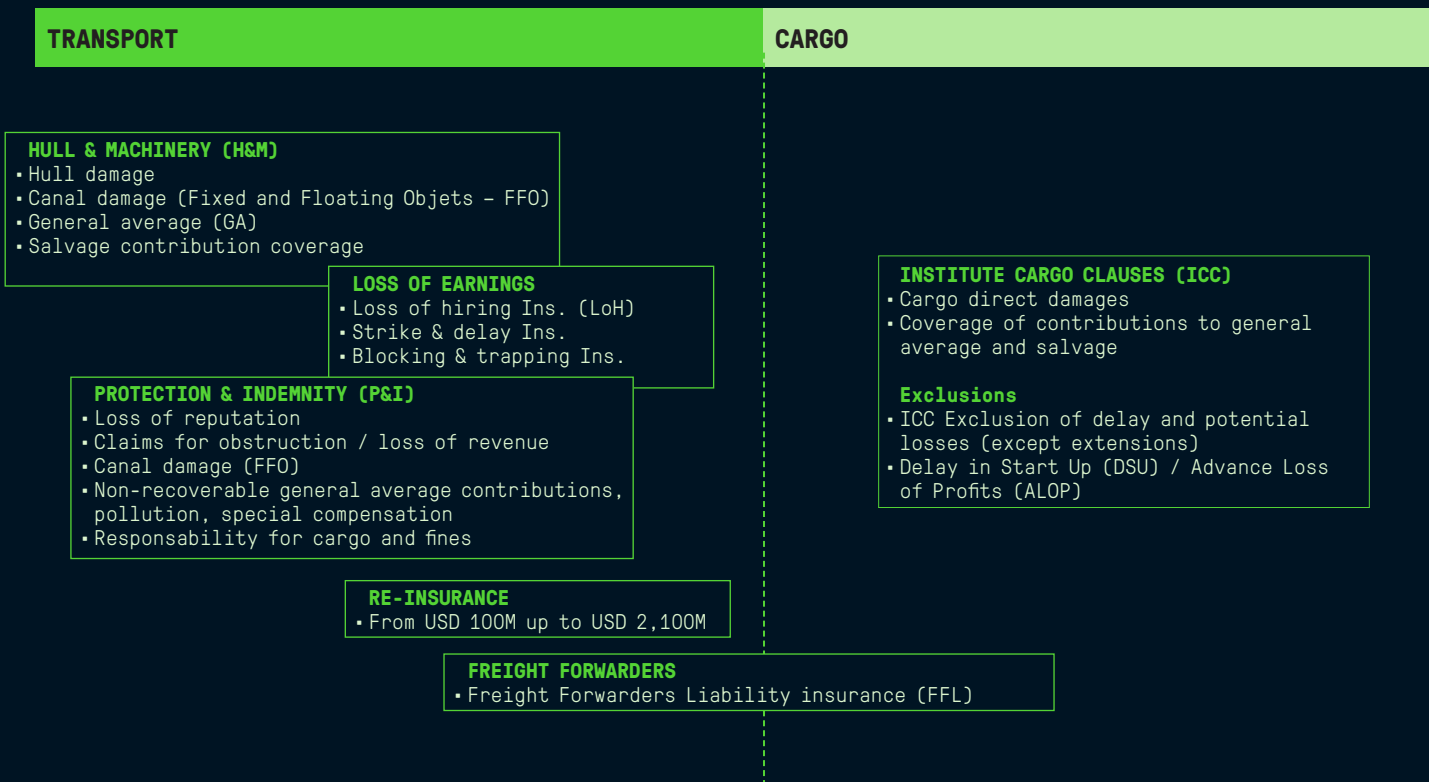 TRANSPORT
CARGO
HULL & MACHINERY (H&M)
▪ Hull damage
▪ Canal damage (Fixed and Floating Objets – FFO)
▪ General average (GA)
▪ Salvage contribution coverage
LOSS OF EARNINGS
▪ Loss of hiring Ins. (LoH)
▪ Strike & delay Ins.
▪ Blocking & trapping Ins.
PROTECTION & INDEMNITY (P&I)
▪ Loss of reputation
▪ Claims for obstruction / loss of revenue
▪ Canal damage (FFO)
▪ Non-recoverable general average contributions,
pollution, special compensation
▪ Responsability for cargo and fines
RE-INSURANCE
▪ From USD 100M up to USD 2,100M
FREIGHT FORWARDERS
▪ Freight Forwarders Liability insurance (FFL)
INSTITUTE CARGO CLAUSES (ICC)
▪ Cargo direct damages
▪ Coverage of contributions to general
average and salvage
Exclusions
▪ ICC Exclusion of delay and potential
losses (except extensions)
▪ Delay in Start Up (DSU) / Advance Loss
of Profits (ALOP)